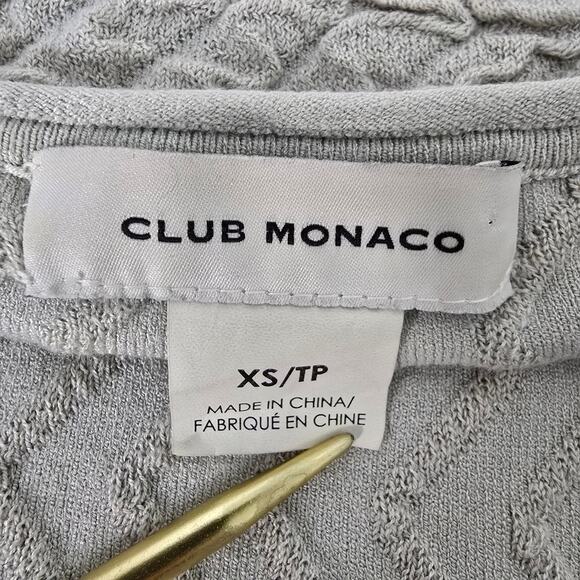 CLUB MONACO
XS/TP
MADE IN CHINA/
FABRIQUÉ EN CHINE